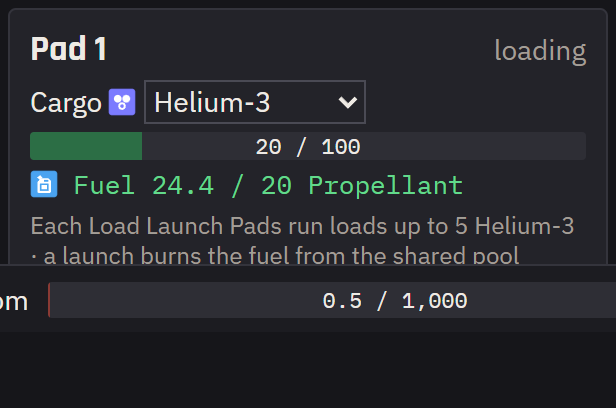 Pad 1
loading
Cargo Helium-3
20 / 100
Fuel 24.4 / 20 Propellant
Each Load Launch Pads run loads up to 5 Helium-3
· a launch burns the fuel from the shared pool
om 0.5 / 1,000